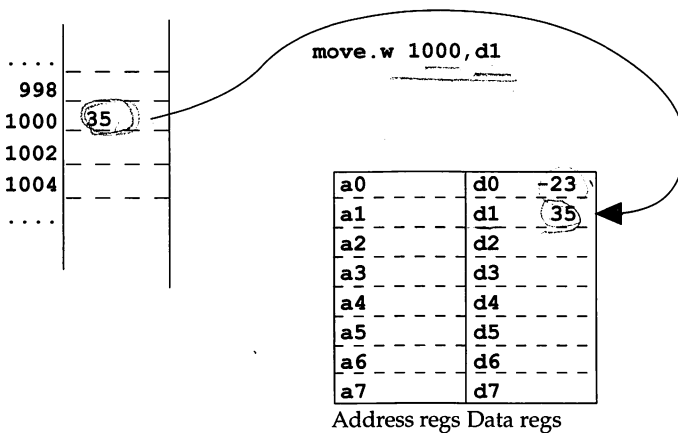 move.w 1000,d1
....
998
1000 35
1002
1004
....
a0 d0 -23
a1 d1 35
a2 d2
a3 d3
a4 d4
a5 d5
a6 d6
a7 d7
Address regs Data regs